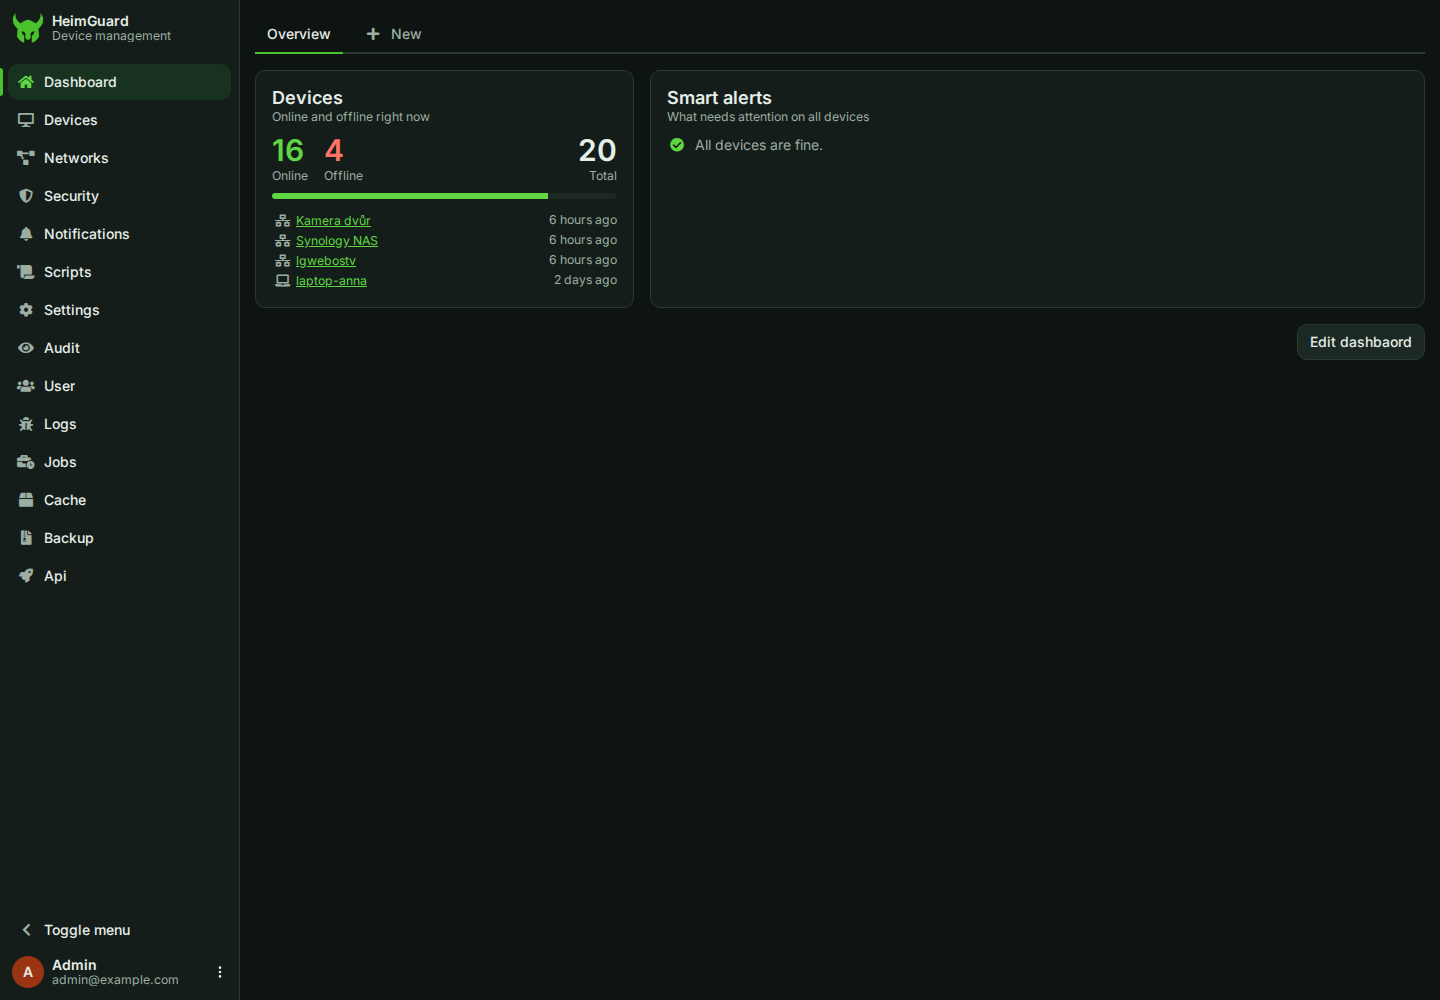 HeimGuard
Device management
Dashboard
Devices
Networks
Security
Notifications
Scripts
Settings
Audit
User
Logs
Jobs
Cache
Backup
Api
Toggle menu
A
Admin
admin@example.com
Overview
New
Devices
Online and offline right now
16 4 20
Online Offline Total
Kamera dvůr 6 hours ago
Synology NAS 6 hours ago
lgwebostv 6 hours ago
laptop-anna 2 days ago
Smart alerts
What needs attention on all devices
All devices are fine.
Edit dashbaord